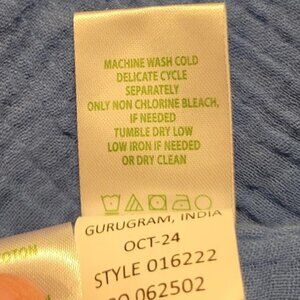 MACHINE WASH COLD
DELICATE CYCLE
SEPARATELY
ONLY NON CHLORINE BLEACH,
IF NEEDED
TUMBLE DRY LOW
LOW IRON IF NEEDED
OR DRY CLEAN
GURUGRAM, INDIA
OCT-24
STYLE 016222
062502